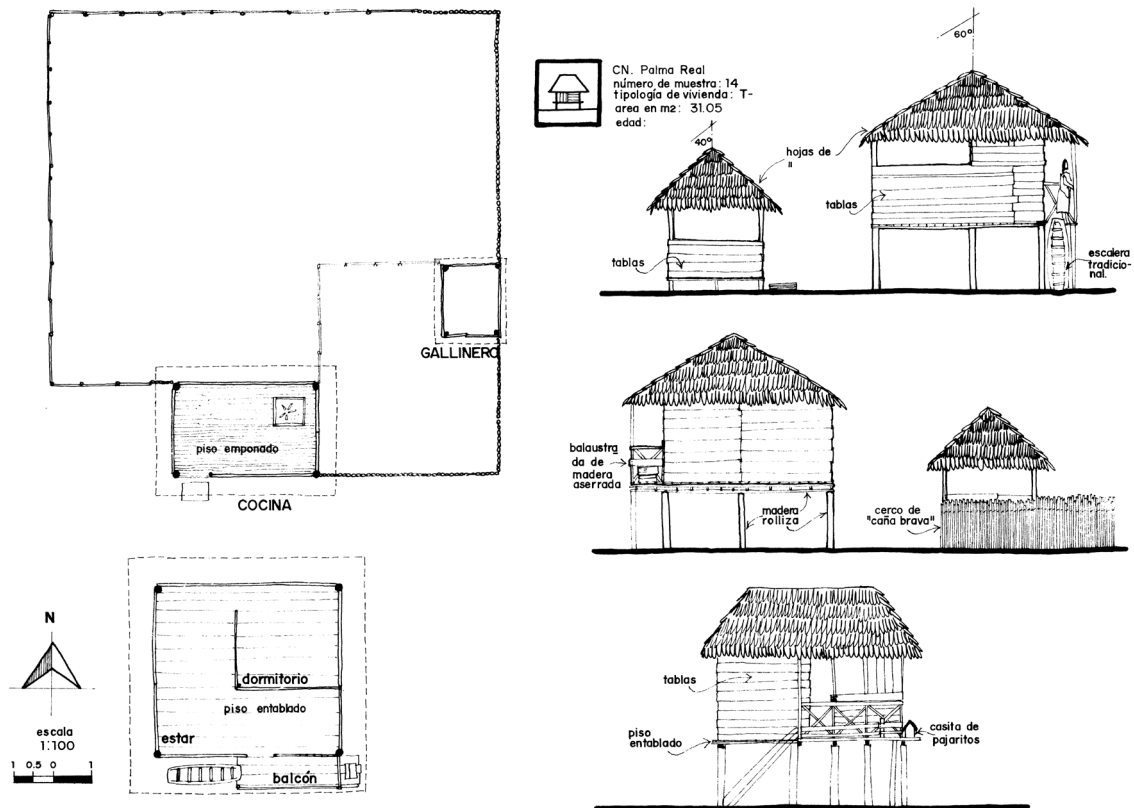 CN. Palma Real
número de muestra: 14
tipología de vivienda: T-
area en m2: 31.05
edad:
60°
40°
hojas de
"
tablas
tablas
escalera
tradicio-
nal.
GALLINERO
piso emponado
COCINA
balaustra
da de
madera
aserrada
madera
rolliza
cerco de
"caña brava"
N
escala
1:100
1 0.5 0 1
dormitorio
piso entablado
estar
balcón
tablas
piso
entablado
casita de
pajaritos